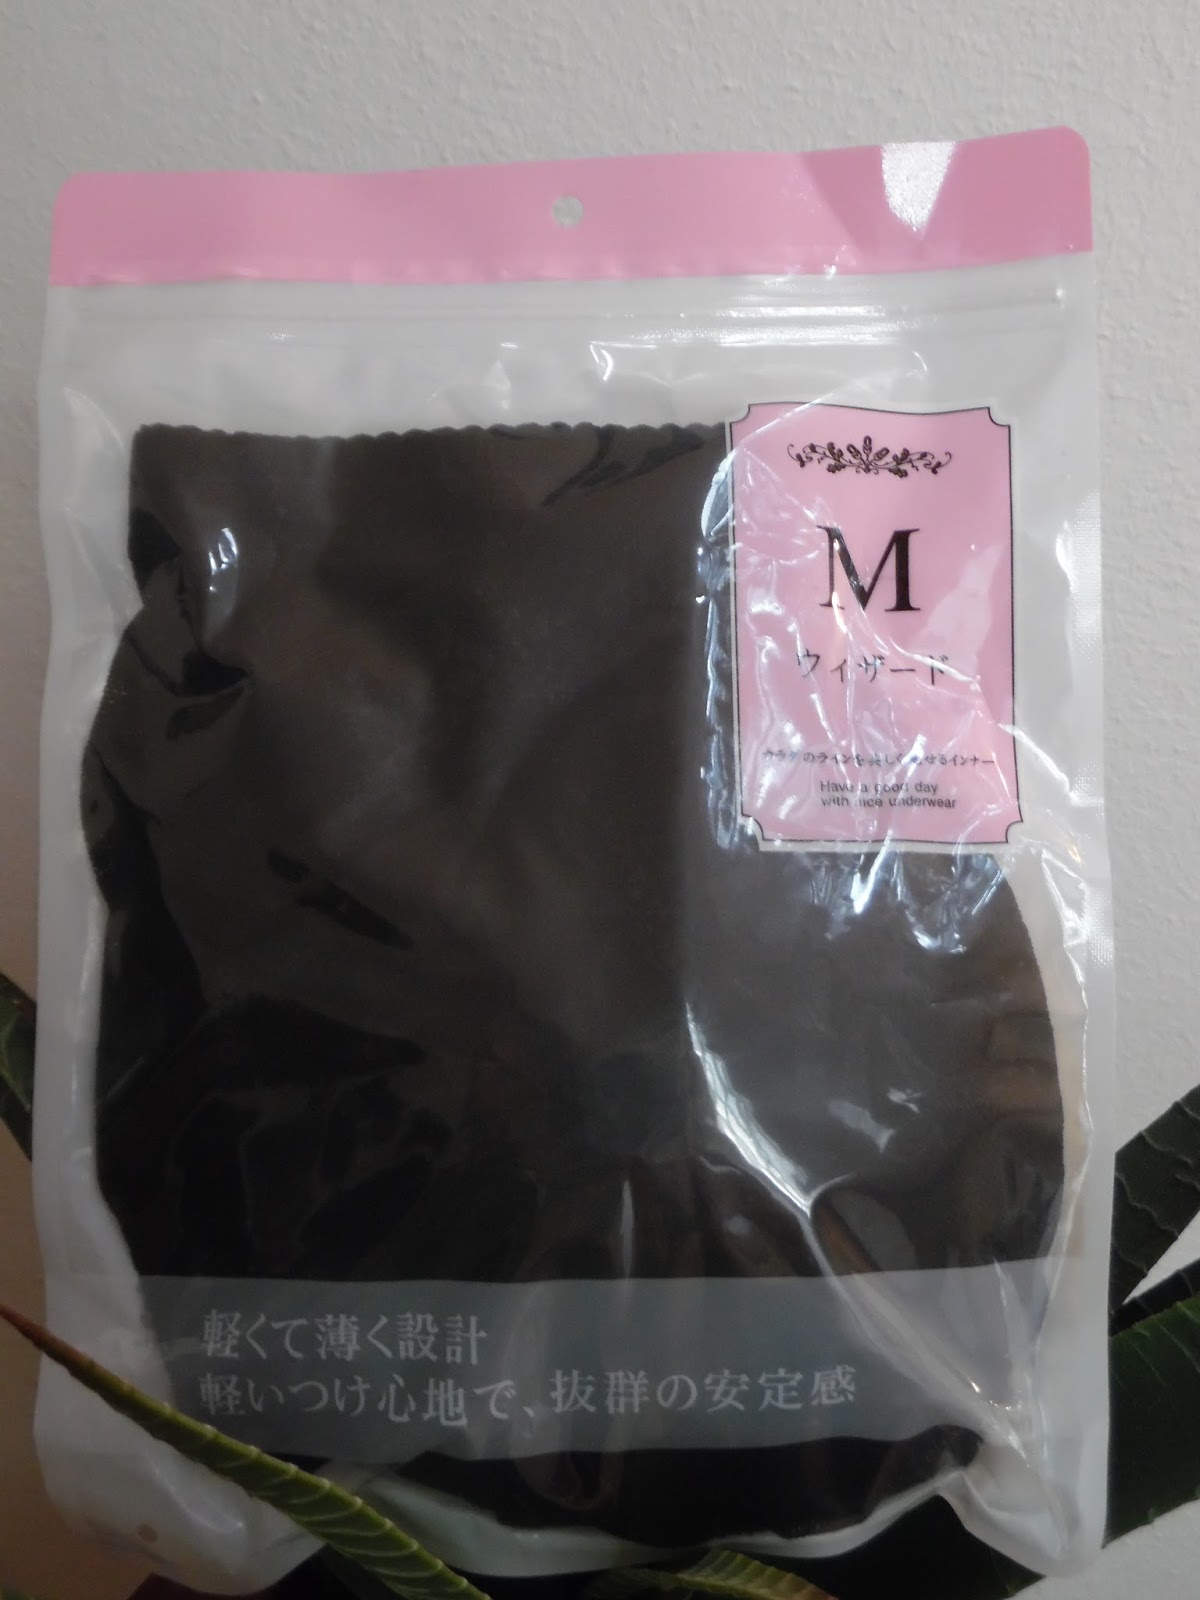 M
ウィザード
カラダのラインを美しく魅せるインナー
Have a good day
with nice underwear
軽くて薄く設計
軽いつけ心地で、抜群の安定感